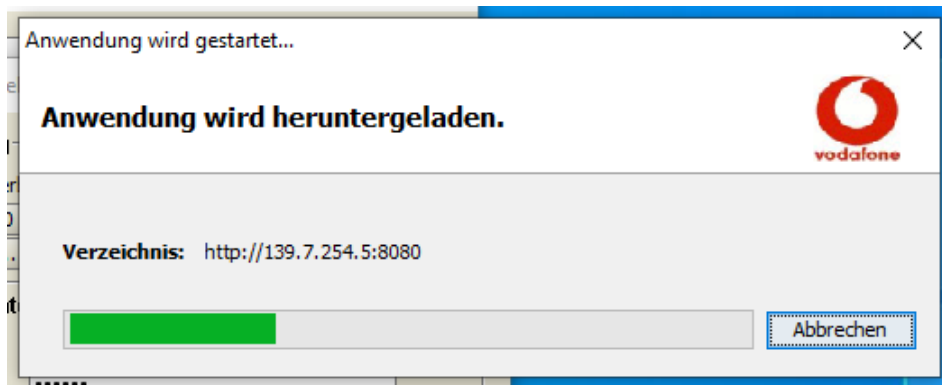 Anwendung wird gestartet...
Anwendung wird heruntergeladen.
vodafone
Verzeichnis: http://139.7.254.5:8080
Abbrechen